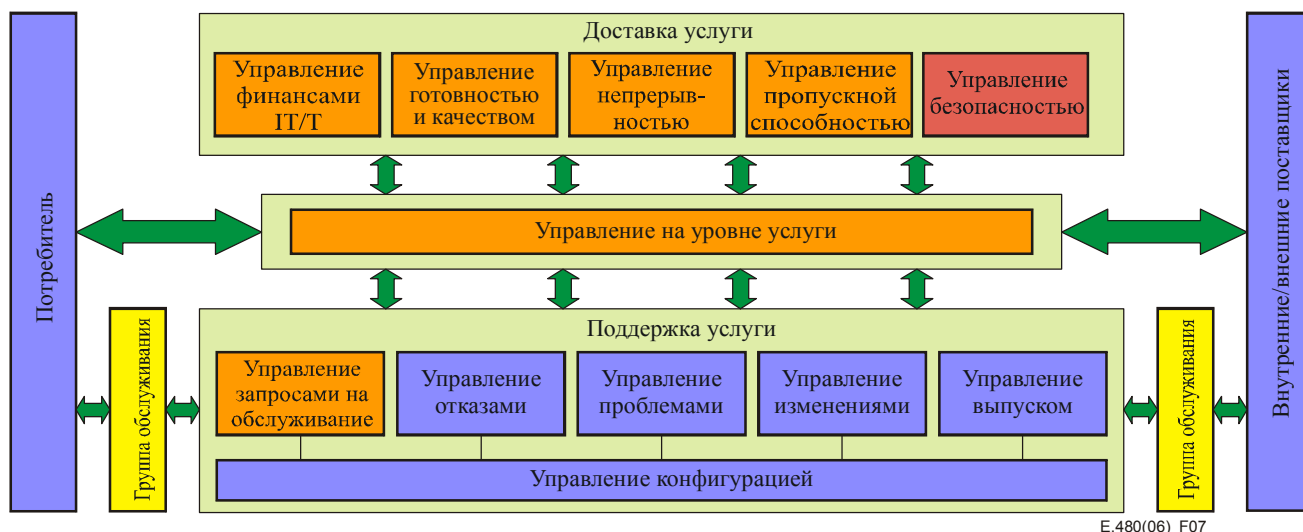 Доставка услуги
Управление
финансами
IT/T
Управление
готовностью
и качеством
Управление
непрерыв-
ностью
Управление
пропускной
способностью
Управление
безопасностью
Потребитель
Управление на уровне услуги
Внутренние/внешние поставщики
Группа обслуживания
Поддержка услуги
Управление
запросами на
обслуживание
Управление
отказами
Управление
проблемами
Управление
изменениями
Управление
выпуском
Управление конфигурацией
Группа обслуживания
E.480(06)_F07